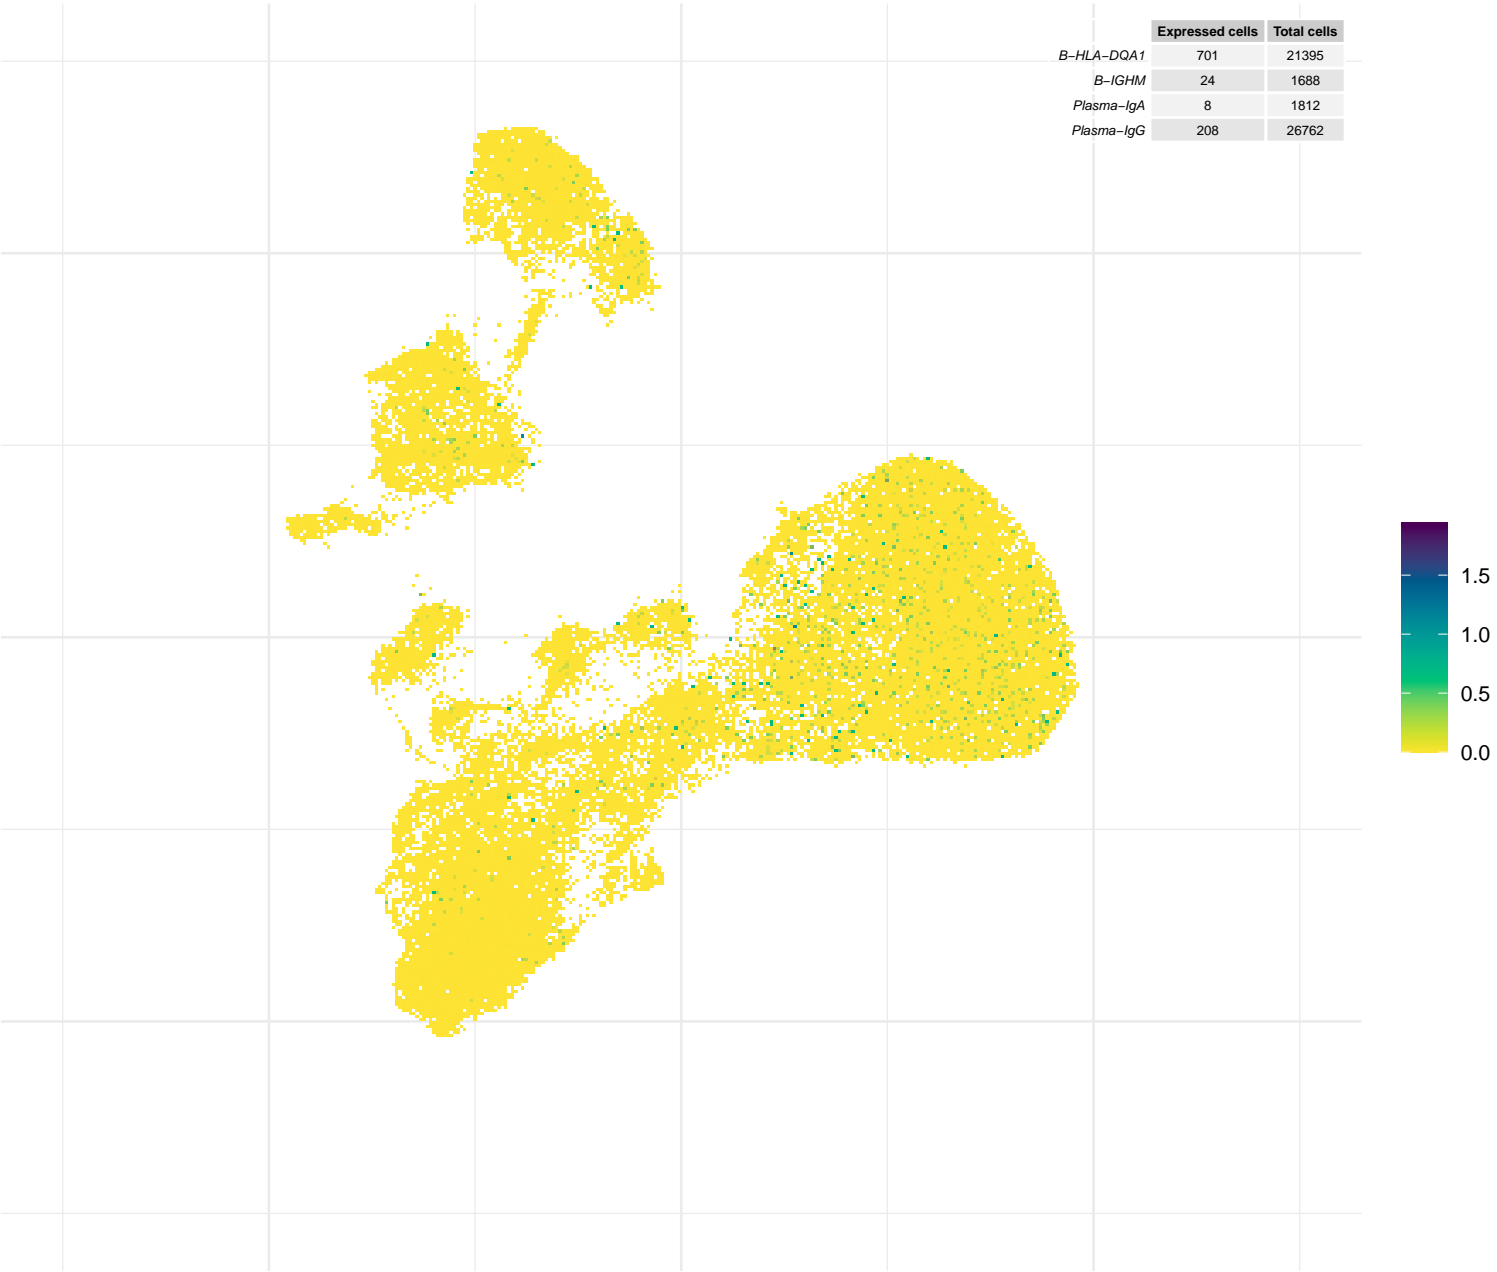 Expressed cells Total cells
B−HLA−DQA1 701 21395
B−IGHM 24 1688
Plasma−IgA 8 1812
Plasma−IgG 208 26762
1.5
1.0
0.5
0.0